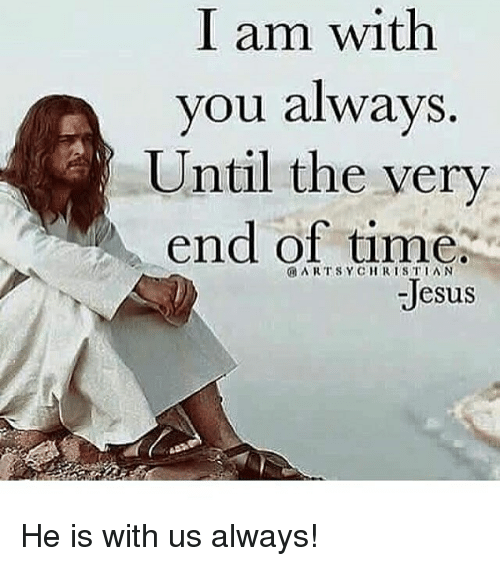 I am with
you always.
Until the very
end of time.
@ARTSYCHRISTIAN
-Jesus
He is with us always!